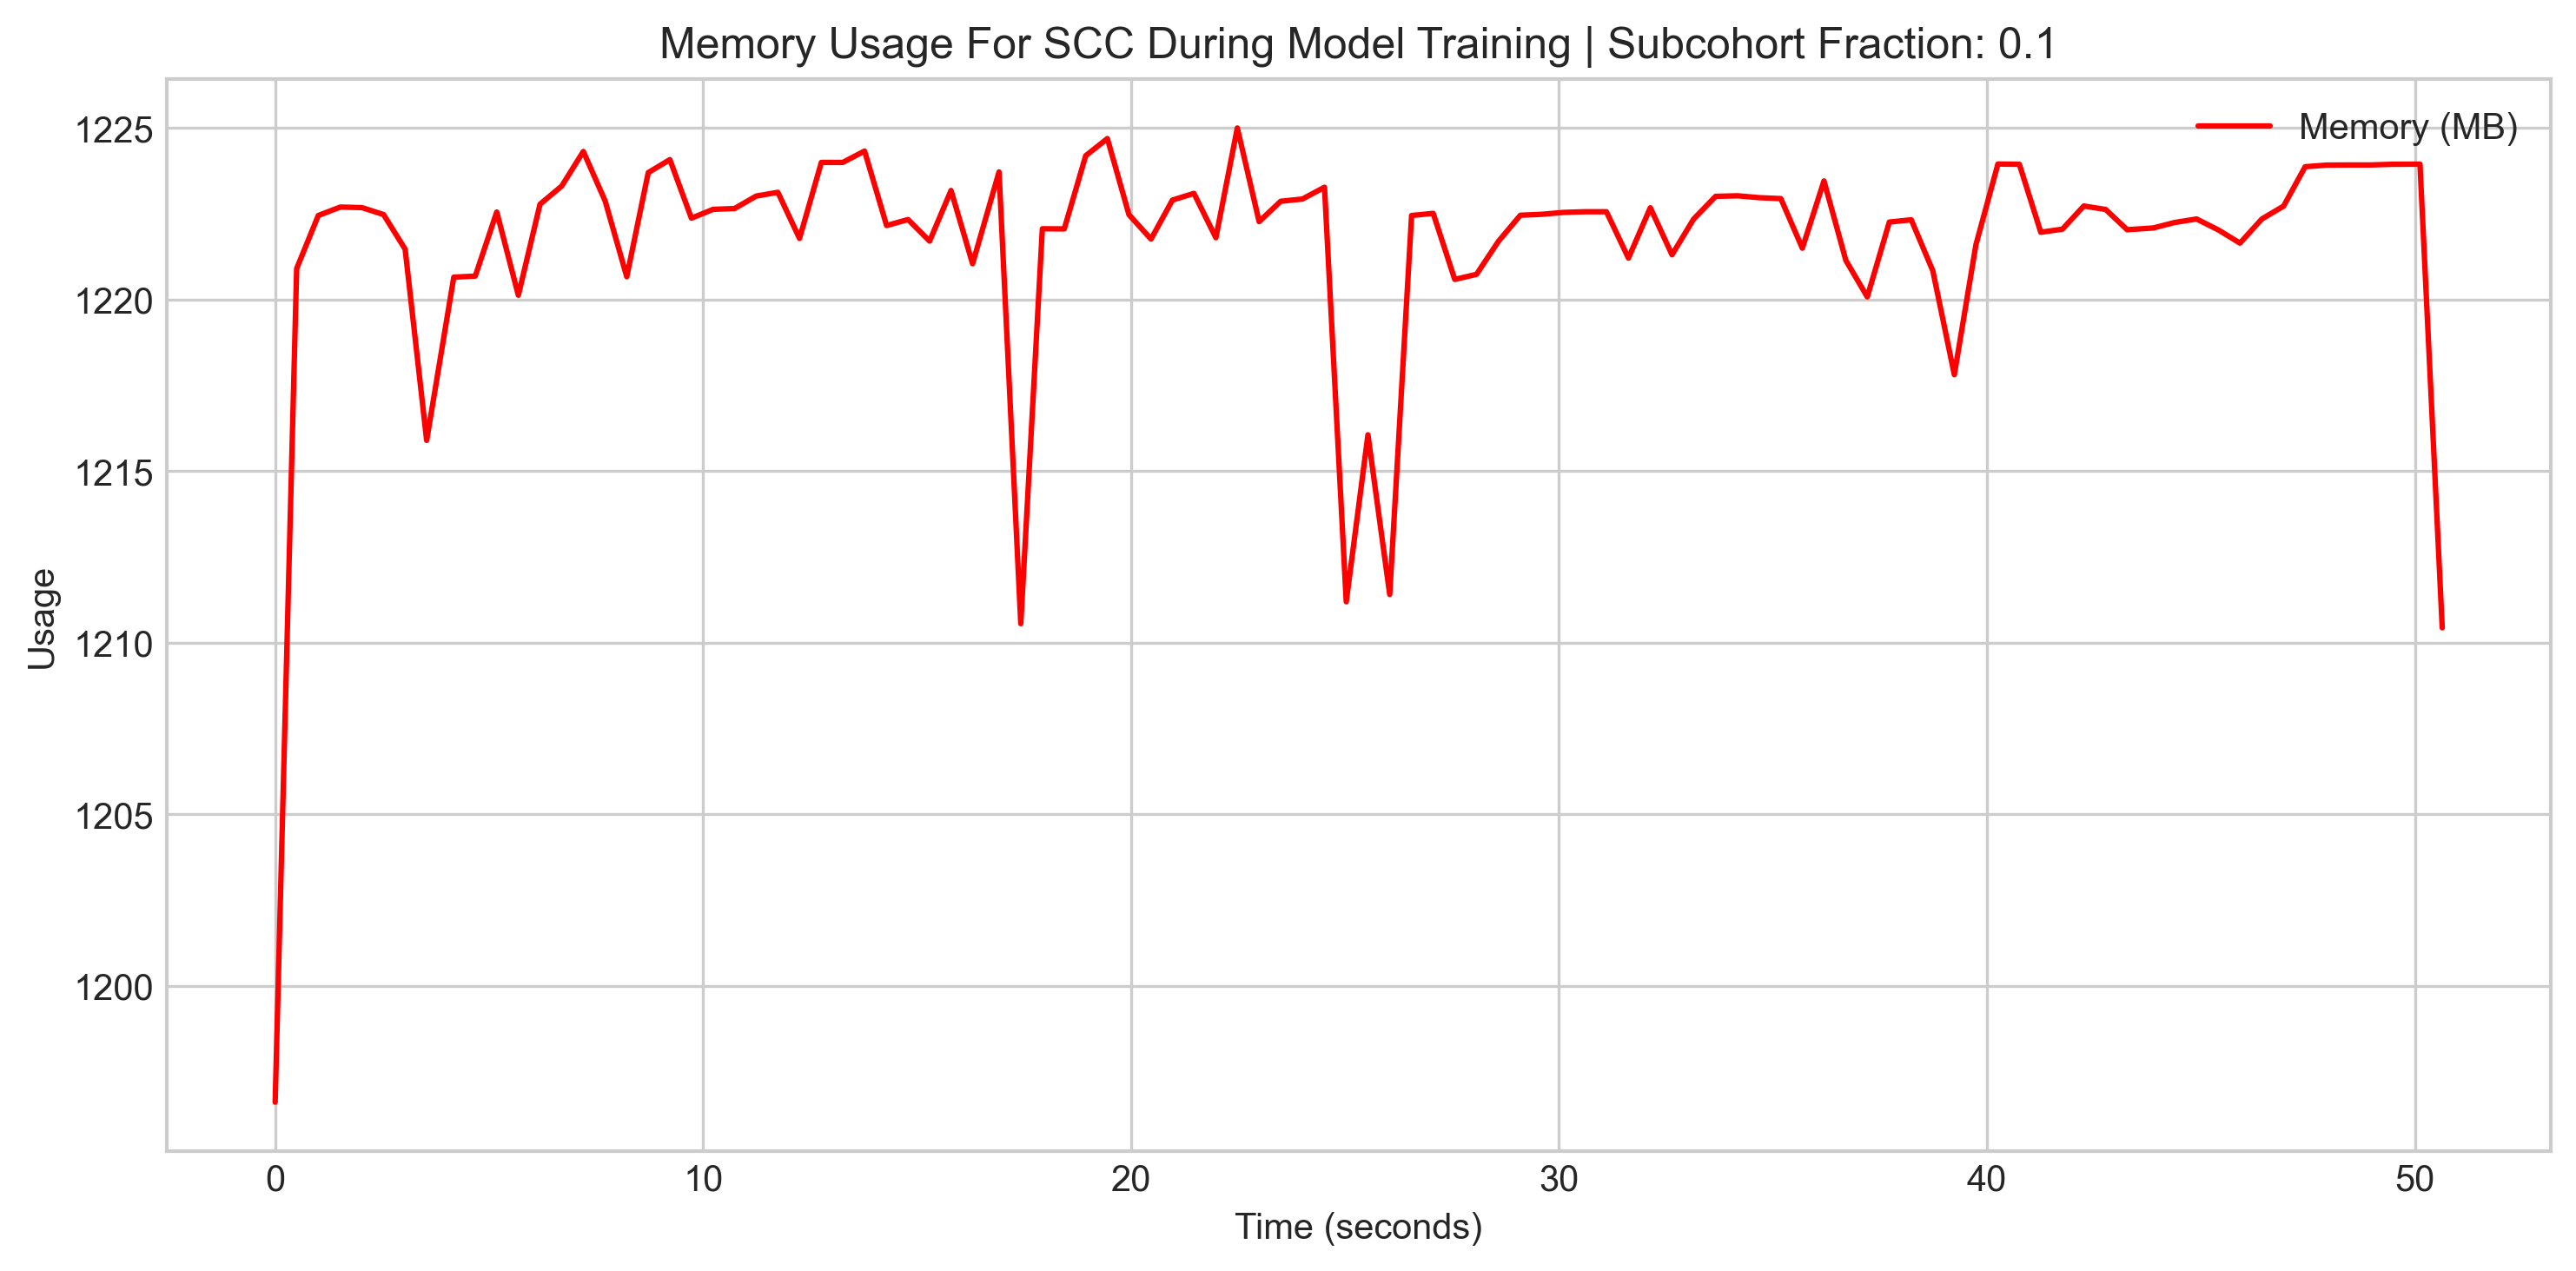 Memory Usage For SCC During Model Training | Subcohort Fraction: 0.1
Memory (MB)
1225
1220
1215
1210
1205
1200
Usage
0 10 20 30 40 50
Time (seconds)